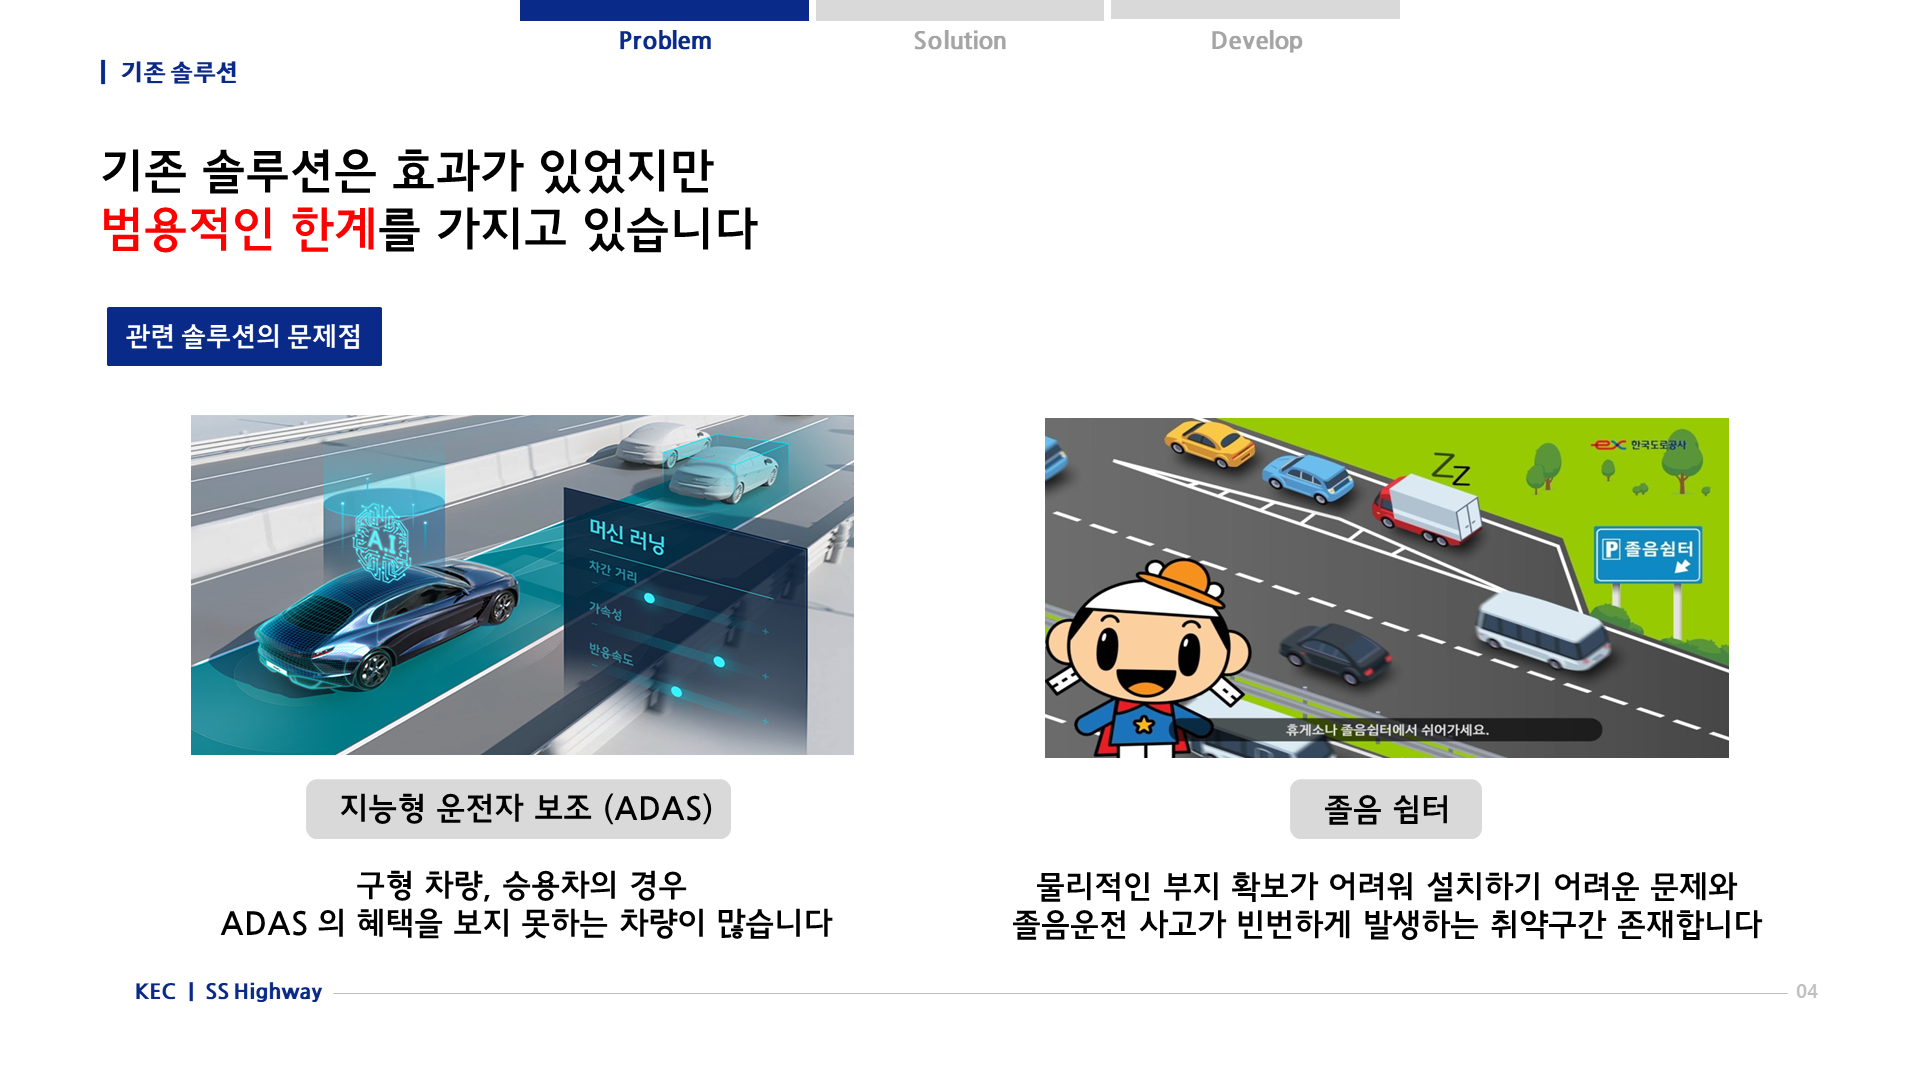 Problem
Solution
Develop
기존 솔루션
기존 솔루션은 효과가 있었지만
범용적인 한계를 가지고 있습니다
관련 솔루션의 문제점
A.I
머신 러닝
차간 거리
가속성
반응속도
지능형 운전자 보조 (ADAS)
구형 차량, 승용차의 경우
ADAS 의 혜택을 보지 못하는 차량이 많습니다
ex 한국도로공사
ZZ
P 졸음쉼터
휴게소나 졸음쉼터에서 쉬어가세요.
졸음 쉼터
물리적인 부지 확보가 어려워 설치하기 어려운 문제와
졸음운전 사고가 빈번하게 발생하는 취약구간 존재합니다
KEC | SS Highway
04